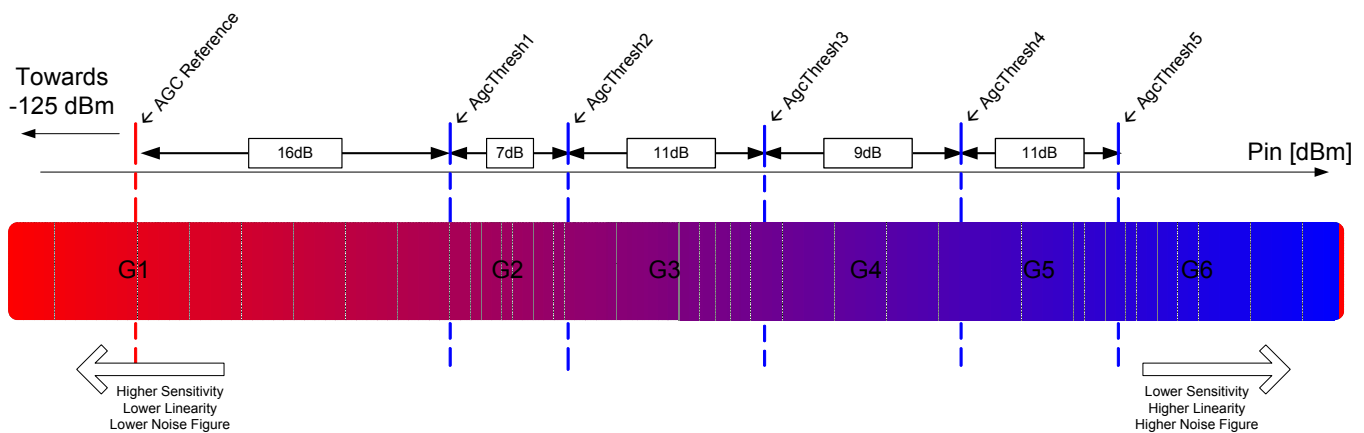 Towards
-125 dBm
← AGC Reference
← AgcThresh1
← AgcThresh2
← AgcThresh3
← AgcThresh4
← AgcThresh5
16dB
7dB
11dB
9dB
11dB
Pin [dBm]
G1
G2
G3
G4
G5
G6
Higher Sensitivity
Lower Linearity
Lower Noise Figure
Lower Sensitivity
Higher Linearity
Higher Noise Figure